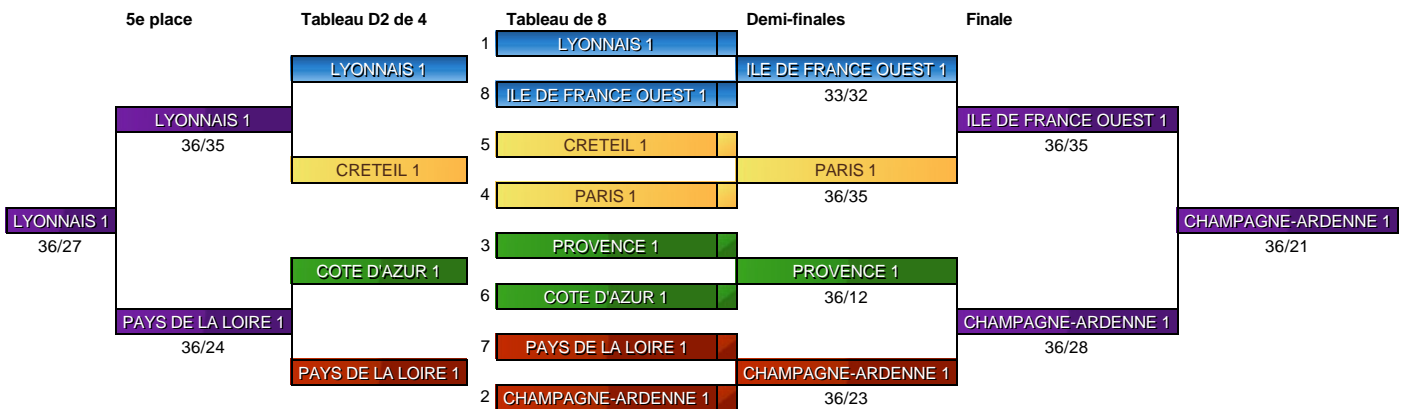 5e place Tableau D2 de 4 Tableau de 8 Demi-finales Finale
1 LYONNAIS 1
LYONNAIS 1 ILE DE FRANCE OUEST 1
8 ILE DE FRANCE OUEST 1 33/32
LYONNAIS 1 ILE DE FRANCE OUEST 1
36/35 5 CRETEIL 1 36/35
CRETEIL 1 PARIS 1
4 PARIS 1 36/35
LYONNAIS 1 CHAMPAGNE-ARDENNE 1
36/27 3 PROVENCE 1 36/21
COTE D'AZUR 1 PROVENCE 1
6 COTE D'AZUR 1 36/12
PAYS DE LA LOIRE 1 CHAMPAGNE-ARDENNE 1
36/24 7 PAYS DE LA LOIRE 1 36/28
PAYS DE LA LOIRE 1 CHAMPAGNE-ARDENNE 1
2 CHAMPAGNE-ARDENNE 1 36/23